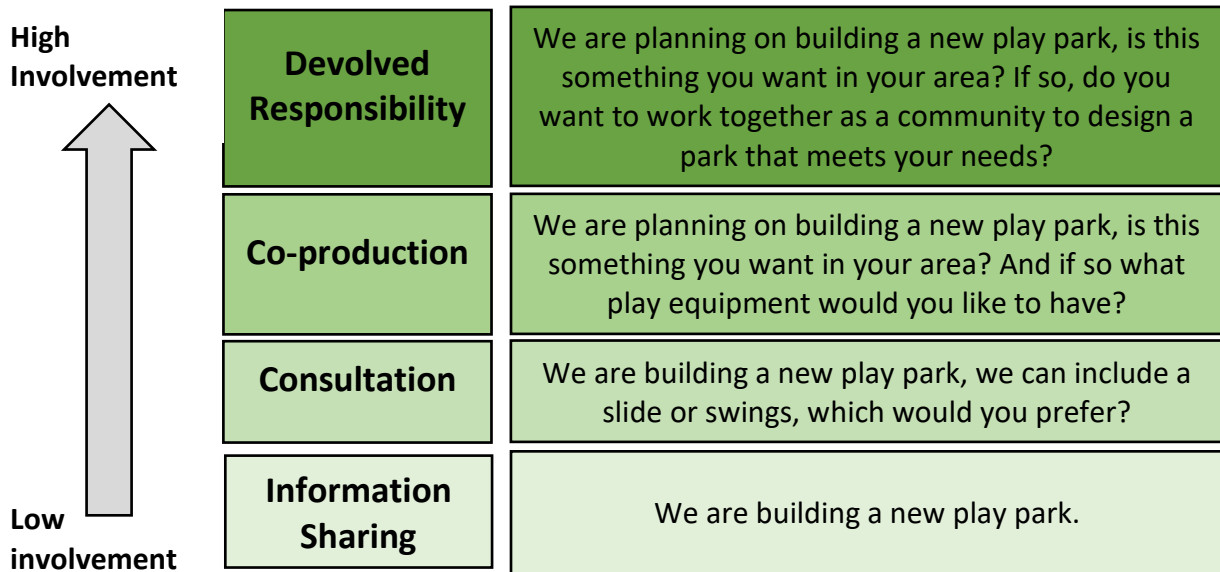 High
Involvement
Devolved
Responsibility
We are planning on building a new play park, is this
something you want in your area? If so, do you
want to work together as a community to design a
park that meets your needs?
Co-production
We are planning on building a new play park, is this
something you want in your area? And if so what
play equipment would you like to have?
Consultation
We are building a new play park, we can include a
slide or swings, which would you prefer?
Information
Sharing
We are building a new play park.
Low
involvement